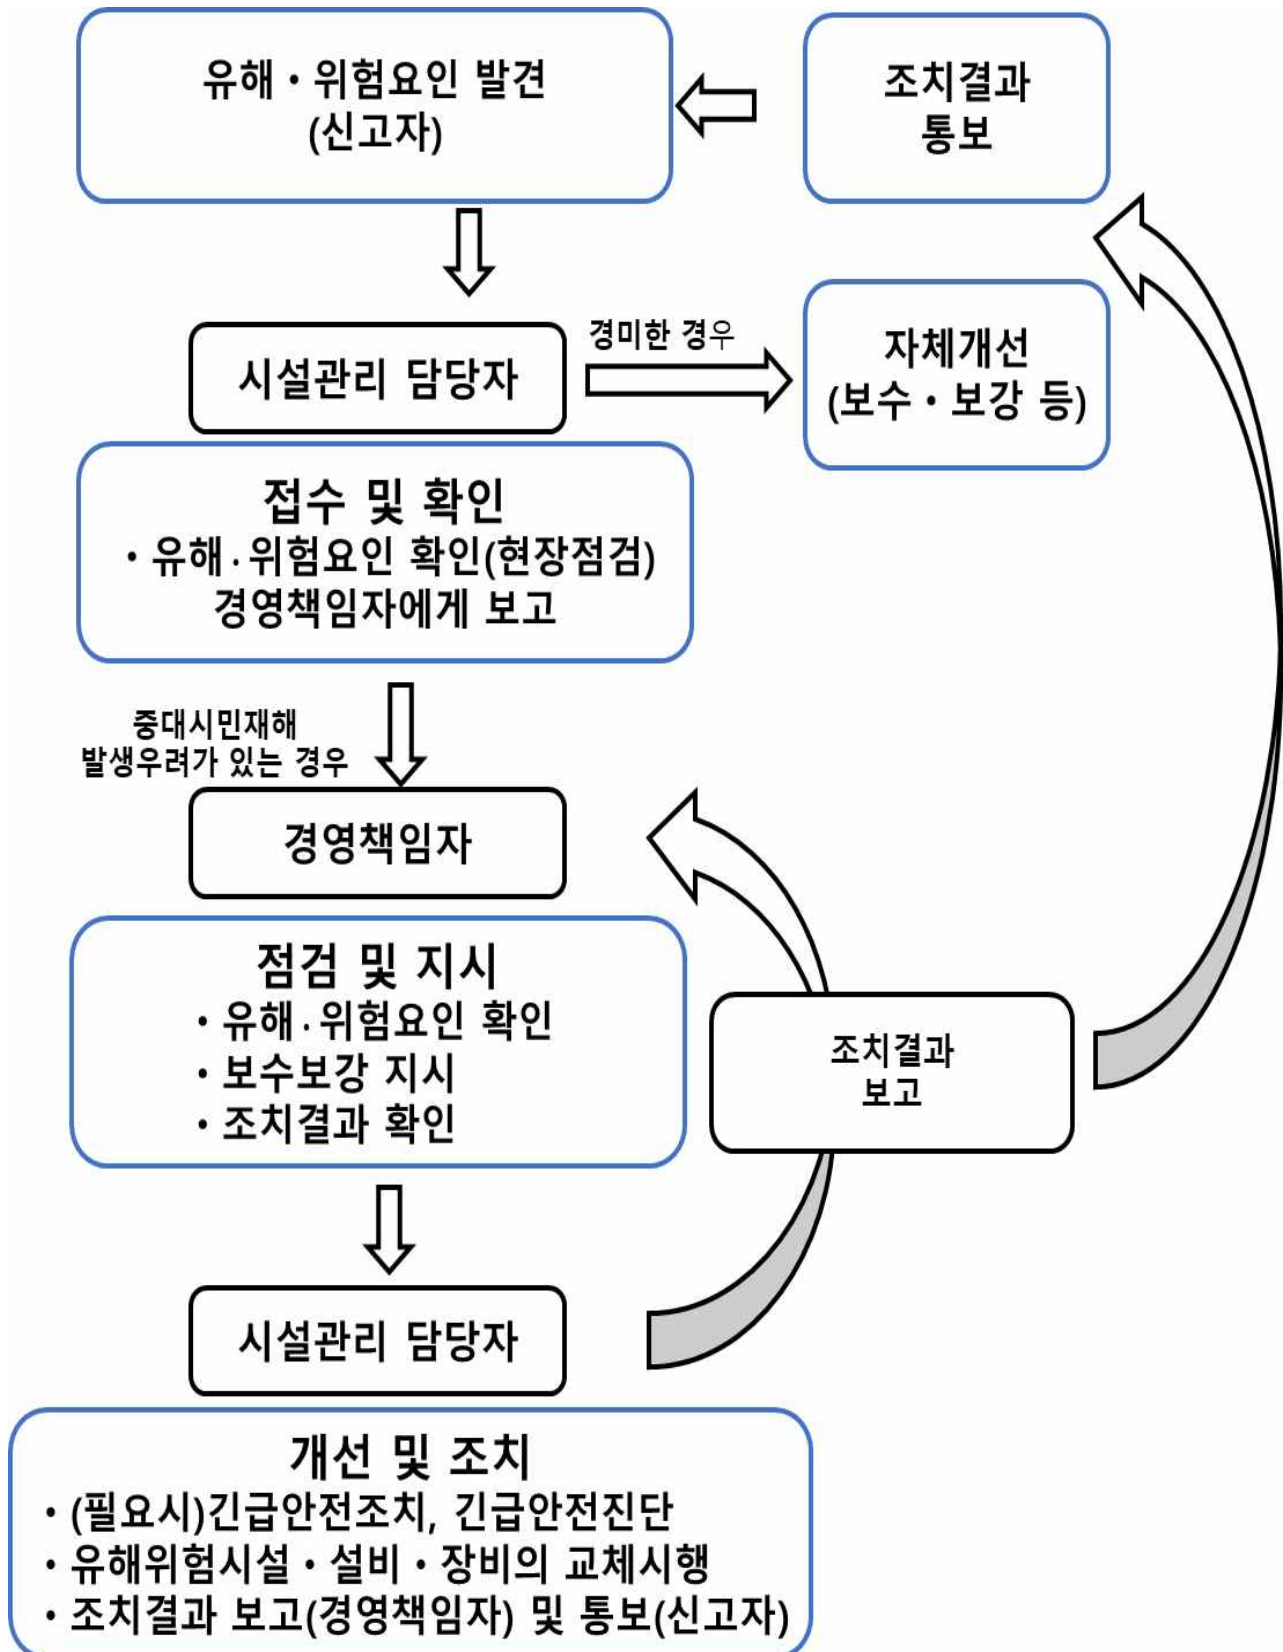 유해・위험요인 발견
(신고자)
조치결과
통보
시설관리 담당자
경미한 경우
자체개선
(보수・보강 등)
접수 및 확인
・유해・위험요인 확인(현장점검)
경영책임자에게 보고
중대시민재해
발생우려가 있는 경우
경영책임자
점검 및 지시
・유해・위험요인 확인
・보수보강 지시
・조치결과 확인
조치결과
보고
시설관리 담당자
개선 및 조치
・(필요시)긴급안전조치, 긴급안전진단
・유해위험시설・설비・장비의 교체시행
・조치결과 보고(경영책임자) 및 통보(신고자)